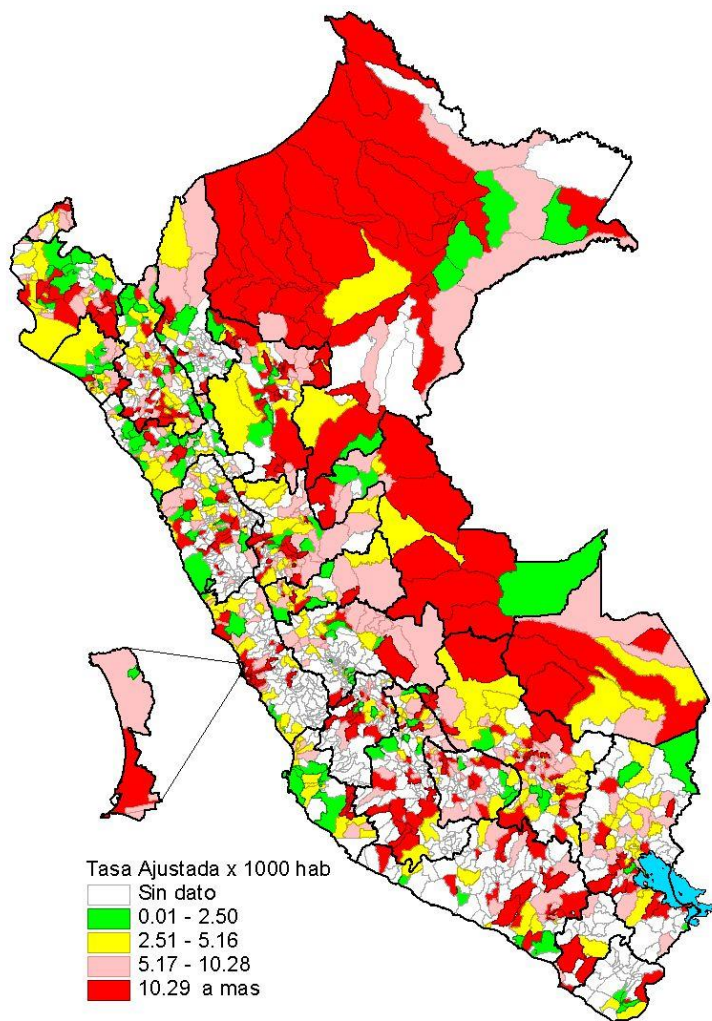 Tasa Ajustada x 1000 hab
Sin dato
0.01 - 2.50
2.51 - 5.16
5.17 - 10.28
10.29 a mas